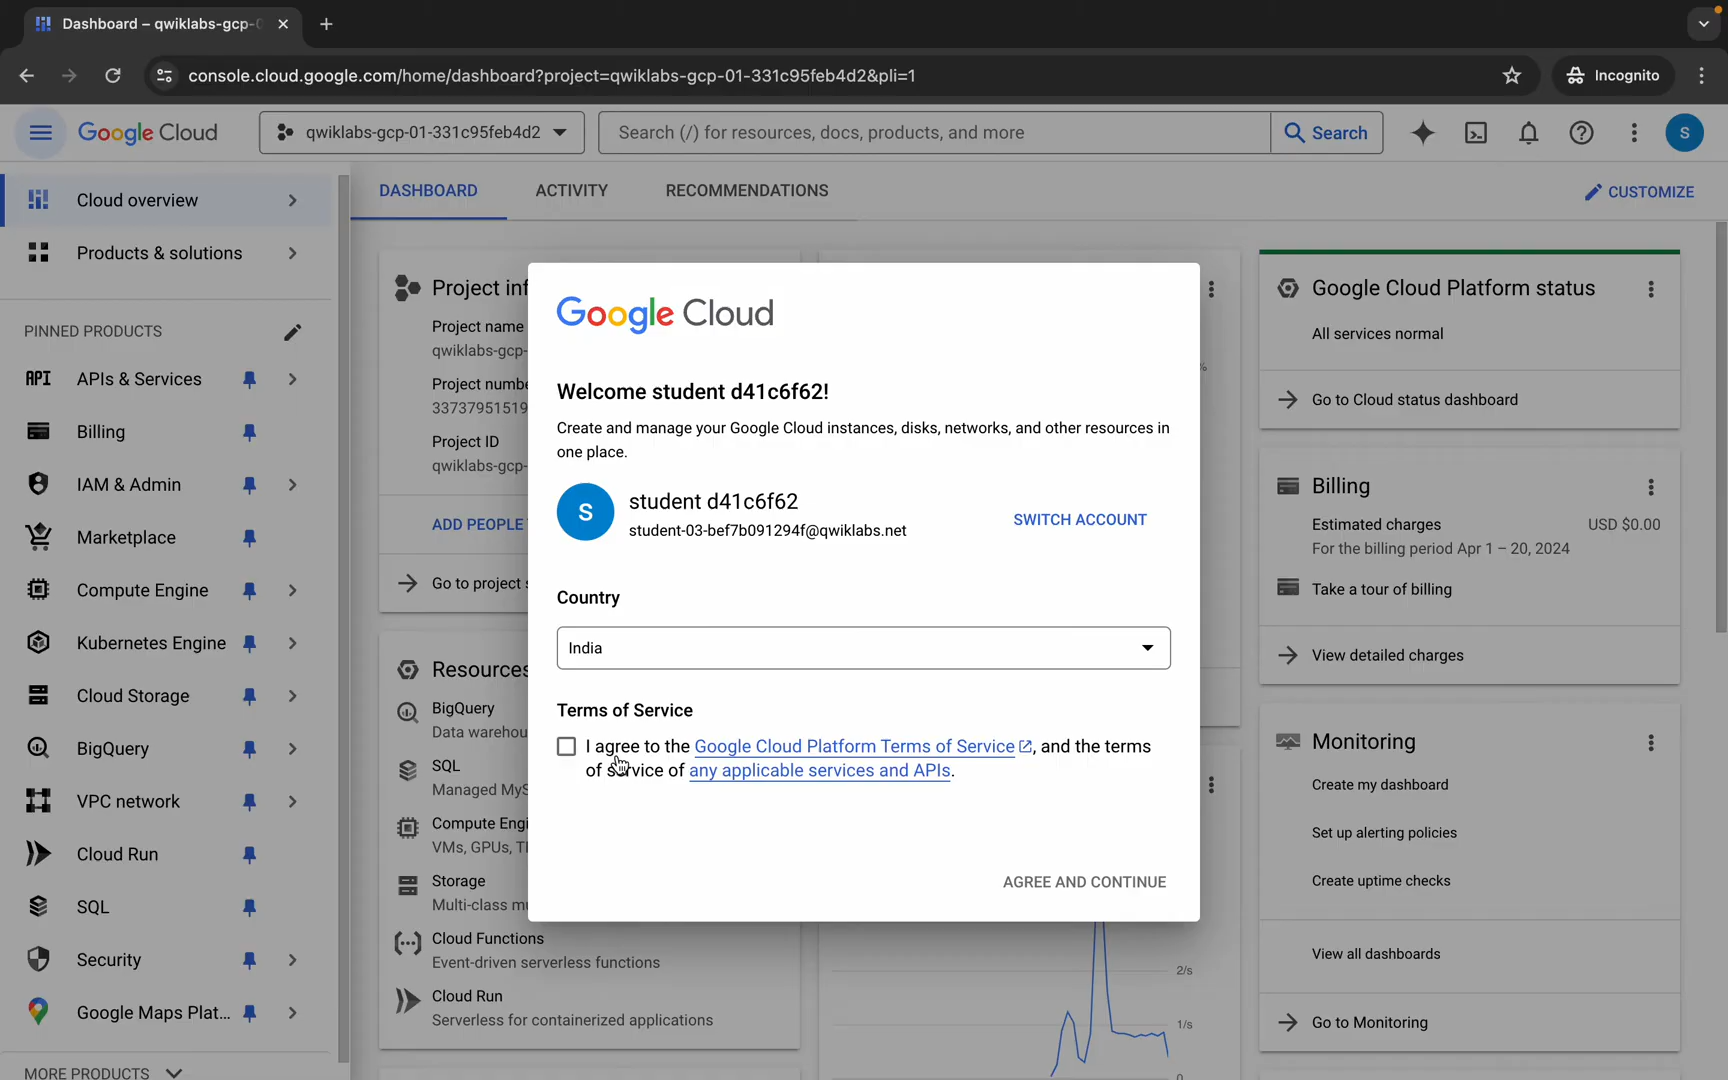 Dashboard – qwiklabs-gcp-
console.cloud.google.com/home/dashboard?project=qwiklabs-gcp-01-331c95feb4d2&pli=1
Incognito
Google Cloud
qwiklabs-gcp-01-331c95feb4d2
Search (/) for resources, docs, products, and more
Search
S
Cloud overview
Products & solutions
PINNED PRODUCTS
API APIs & Services
Billing
IAM & Admin
Marketplace
Compute Engine
Kubernetes Engine
Cloud Storage
BigQuery
VPC network
Cloud Run
SQL
Security
Google Maps Plat...
MORE PRODUCTS
DASHBOARD
ACTIVITY
RECOMMENDATIONS
CUSTOMIZE
Project inf
Project name
qwiklabs-gcp-
Project numbe
33737951519
Project ID
qwiklabs-gcp-
ADD PEOPLE
Go to project s
Resources
BigQuery
Data warehou
SQL
Managed MyS
Compute Engi
VMs, GPUs, T
Storage
Multi-class mu
Cloud Functions
Event-driven serverless functions
Cloud Run
Serverless for containerized applications
Google Cloud
Welcome student d41c6f62!
Create and manage your Google Cloud instances, disks, networks, and other resources in
one place.
S
student d41c6f62
student-03-bef7b091294f@qwiklabs.net
SWITCH ACCOUNT
Country
India
Terms of Service
I agree to the Google Cloud Platform Terms of Service, and the terms
of service of any applicable services and APIs.
AGREE AND CONTINUE
%
2/s
1/s
0
Google Cloud Platform status
All services normal
Go to Cloud status dashboard
Billing
Estimated charges USD $0.00
For the billing period Apr 1 – 20, 2024
Take a tour of billing
View detailed charges
Monitoring
Create my dashboard
Set up alerting policies
Create uptime checks
View all dashboards
Go to Monitoring